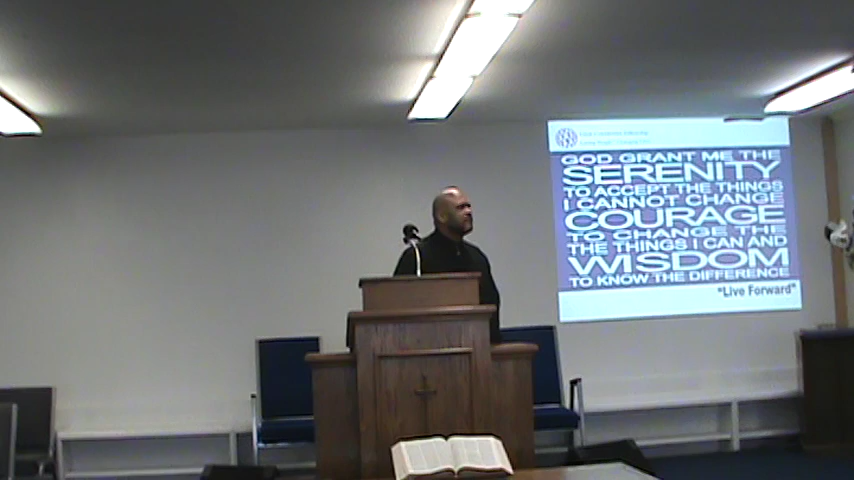 GOD GRANT ME THE
SERENITY
TO ACCEPT THE THINGS
I CANNOT CHANGE
COURAGE
TO CHANGE THE
THE THINGS I CAN AND
WISDOM
TO KNOW THE DIFFERENCE
"Live Forward"